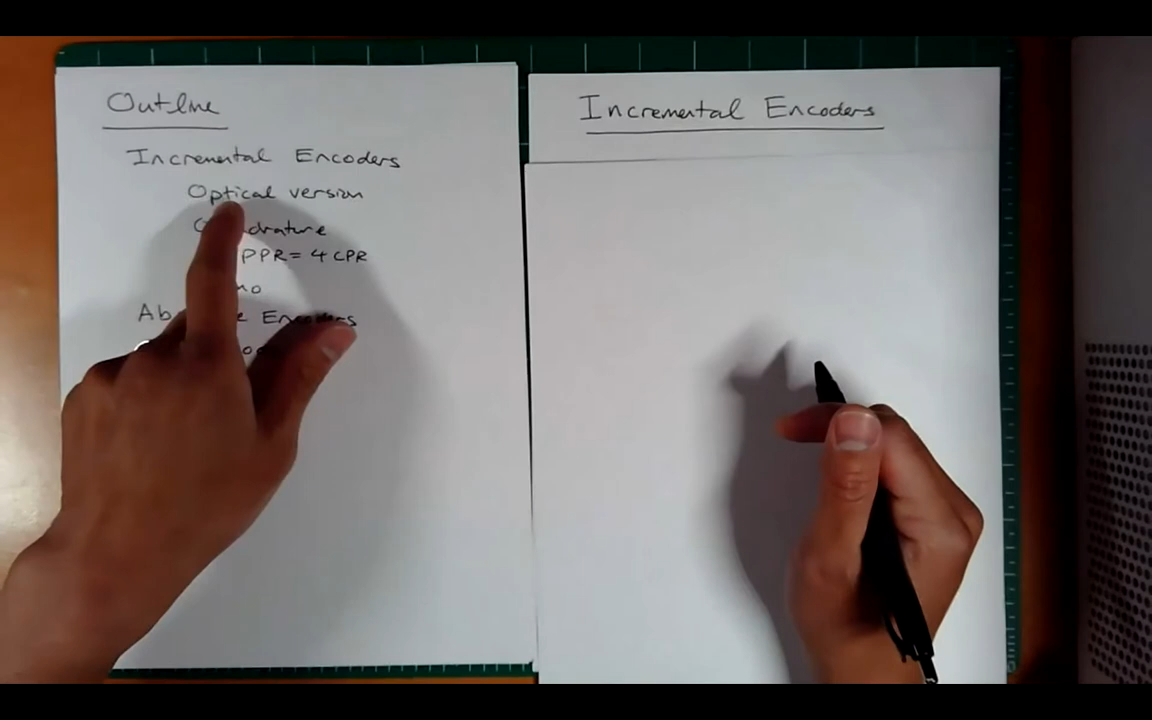 Outline
Incremental Encoders
Optical version
PPR = 4 CPR
Encoders
Incremental Encoders